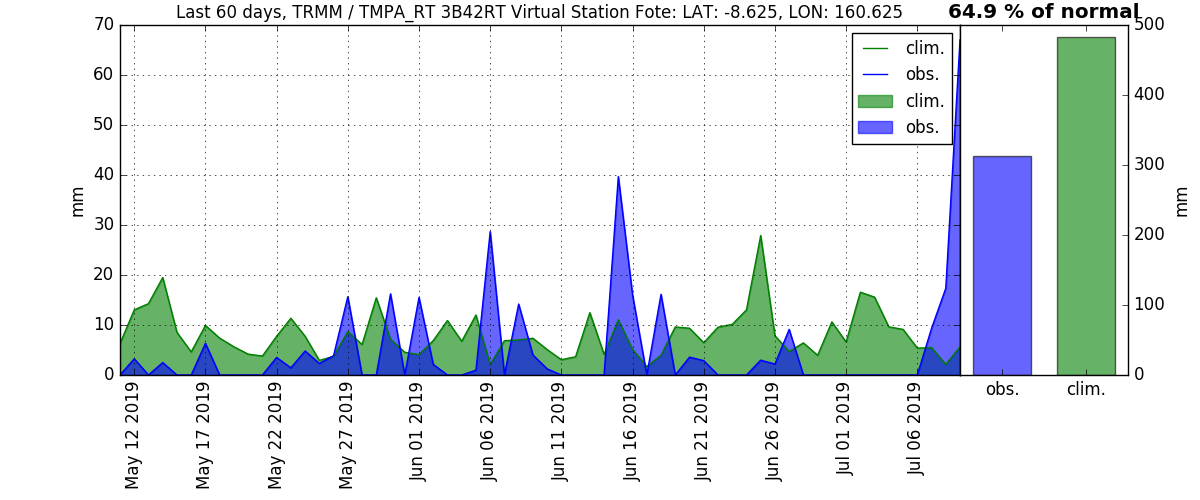 Last 60 days, TRMM / TMPA_RT 3B42RT Virtual Station Fote: LAT: -8.625, LON: 160.625
64.9 % of normal
70
60
50
40
30
20
10
0
mm
clim.
obs.
clim.
obs.
500
400
300
200
100
0
mm
obs.
clim.
May 12 2019
May 17 2019
May 22 2019
May 27 2019
Jun 01 2019
Jun 06 2019
Jun 11 2019
Jun 16 2019
Jun 21 2019
Jun 26 2019
Jul 01 2019
Jul 06 2019